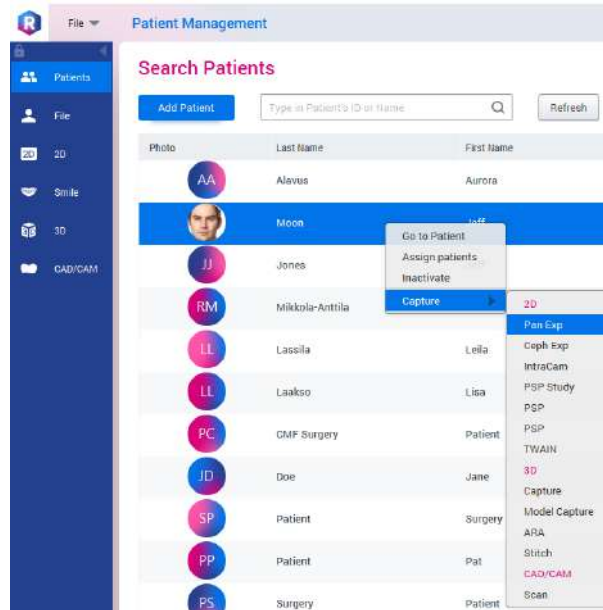 R
File
Patient Management
Patients
File
2D 2D
Smile
3D
CAD/CAM
Search Patients
Add Patient
Type in Patient's ID or Name
Refresh
Photo Last Name First Name
AA Alavus Aurora
Moon Jeff
JJ Jones
RM Mikkola-Anttila
LL Lassila Leila
LL Laakso Lisa
PC CMF Surgery Patient
JD Doe Jane
SP Patient Surgery
PP Patient Pat
PS Surgery Patient
Go to Patient
Assign patients
Inactivate
Capture
2D
Pan Exp
Ceph Exp
IntraCam
PSP Study
PSP
PSP
TWAIN
3D
Capture
Model Capture
ARA
Stitch
CAD/CAM
Scan